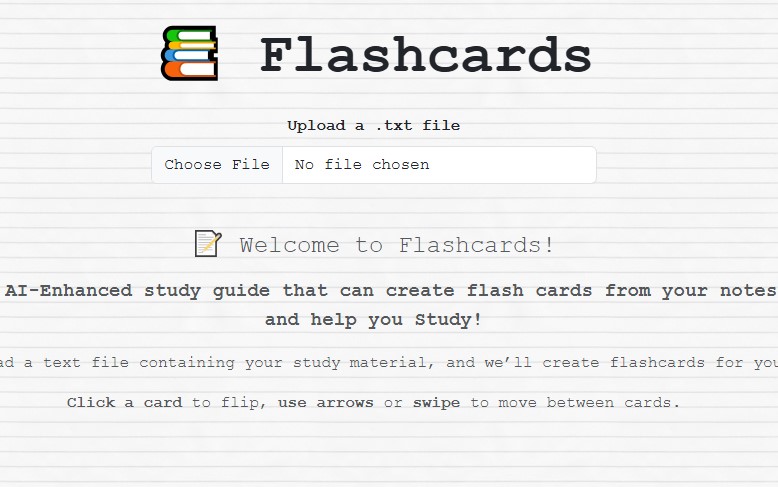 Flashcards
Upload a .txt file
Choose File No file chosen
Welcome to Flashcards!
AI-Enhanced study guide that can create flash cards from your notes
and help you Study!
a text file containing your study material, and we’ll create flashcards for
Click a card to flip, use arrows or swipe to move between cards.